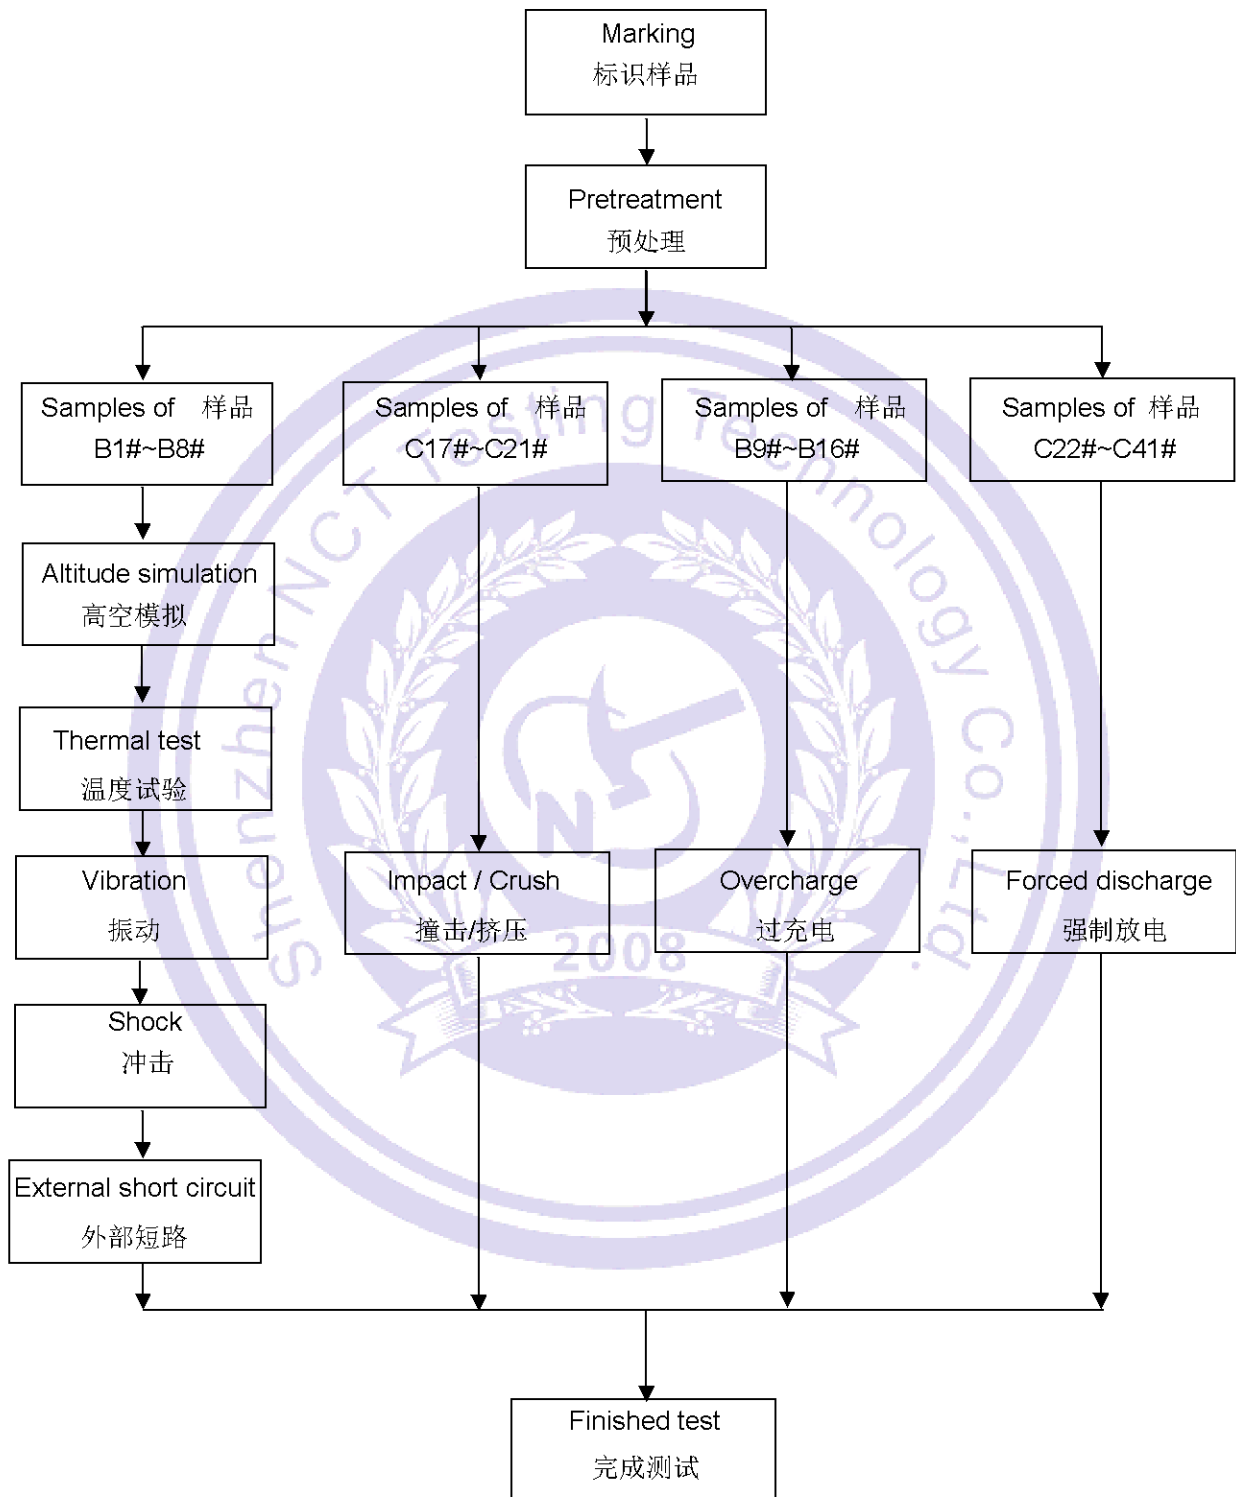 Marking
标识样品
Pretreatment
预处理
Samples of 样品
B1#~B8#
Samples of 样品
C17#~C21#
Samples of 样品
B9#~B16#
Samples of 样品
C22#~C41#
Altitude simulation
高空模拟
Thermal test
温度试验
Vibration
振动
Impact / Crush
撞击/挤压
Overcharge
过充电
Forced discharge
强制放电
Shock
冲击
External short circuit
外部短路
Finished test
完成测试
Shenzhen NCT Testing Technology Co.,Ltd.
N
2008